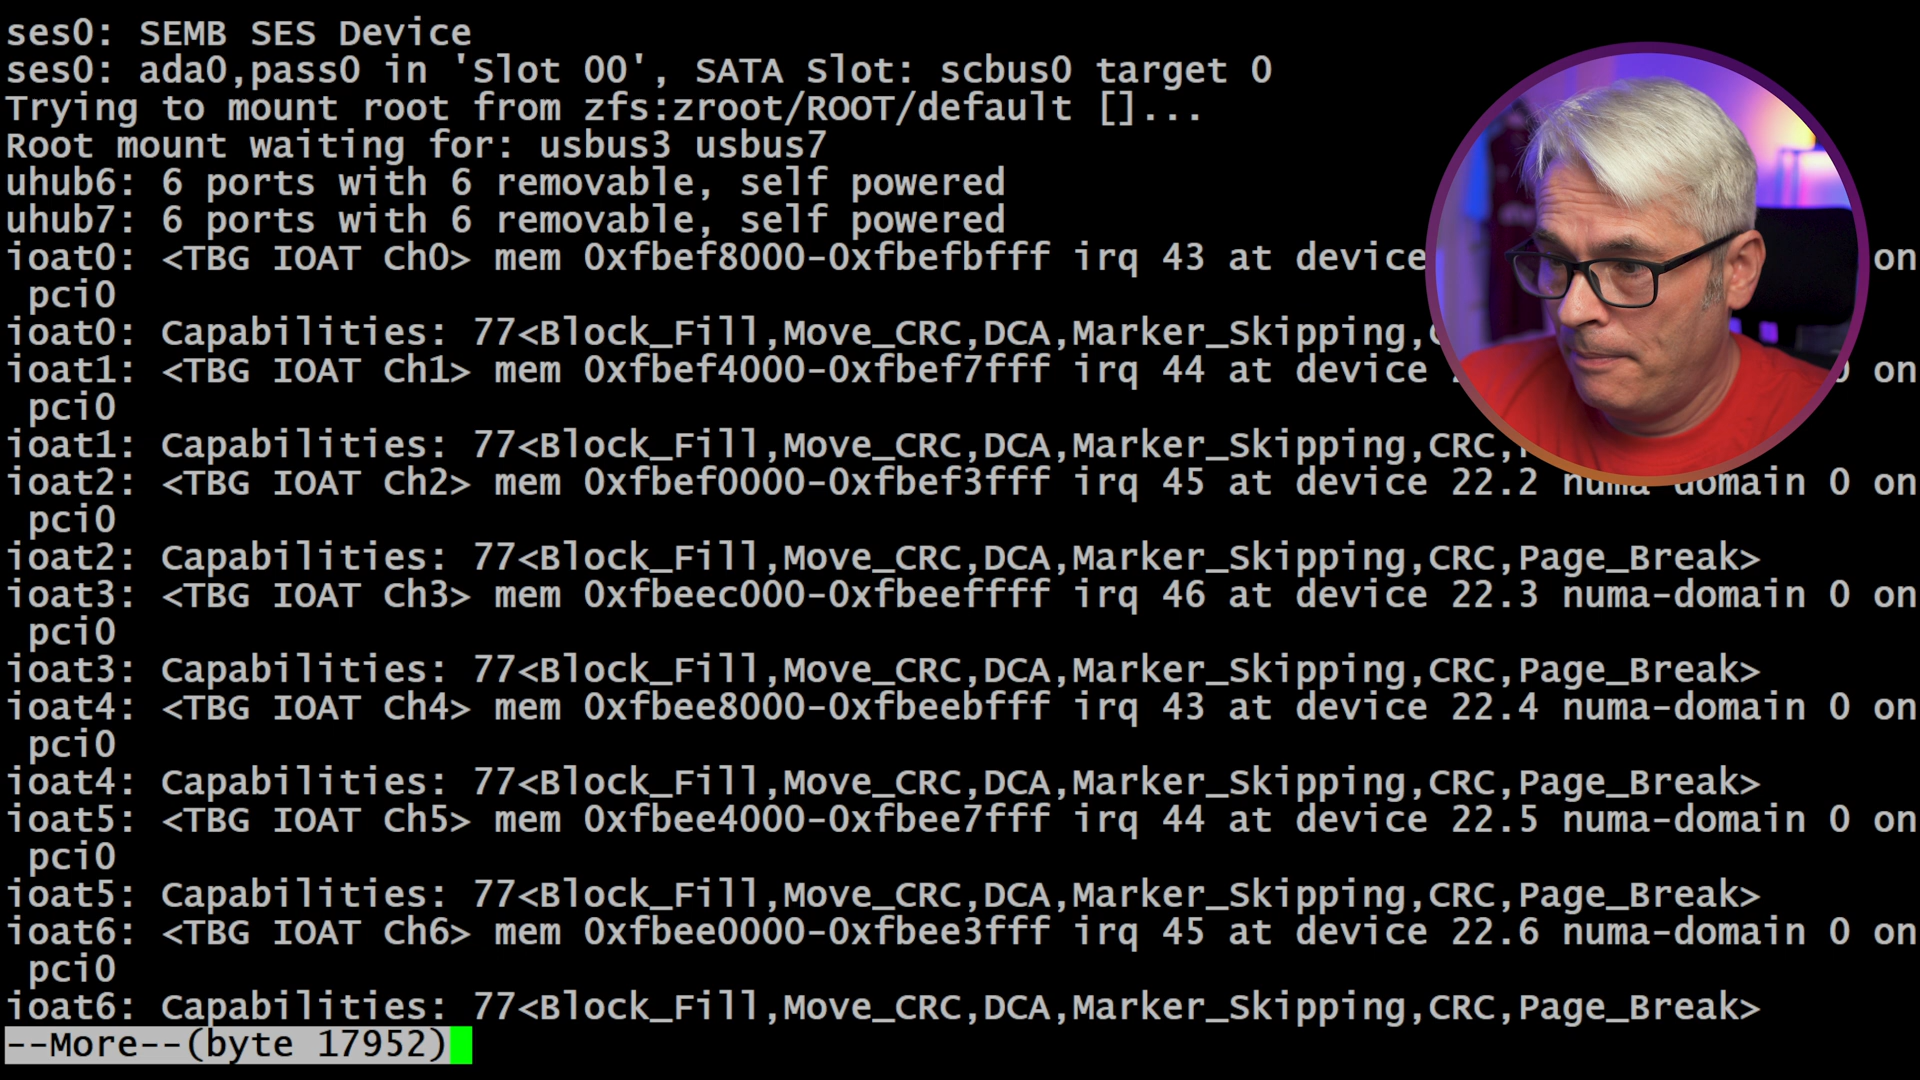 ses0: SEMB SES Device
ses0: ada0,pass0 in 'Slot 00', SATA Slot: scbus0 target 0
Trying to mount root from zfs:zroot/ROOT/default []...
Root mount waiting for: usbus3 usbus7
uhub6: 6 ports with 6 removable, self powered
uhub7: 6 ports with 6 removable, self powered
ioat0: <TBG IOAT Ch0> mem 0xfbef8000-0xfbefbfff irq 43 at device on
pci0
ioat0: Capabilities: 77<Block_Fill,Move_CRC,DCA,Marker_Skipping,
ioat1: <TBG IOAT Ch1> mem 0xfbef4000-0xfbef7fff irq 44 at device on
pci0
ioat1: Capabilities: 77<Block_Fill,Move_CRC,DCA,Marker_Skipping,CRC,
ioat2: <TBG IOAT Ch2> mem 0xfbef0000-0xfbef3fff irq 45 at device 22.2 numa-domain 0 on
pci0
ioat2: Capabilities: 77<Block_Fill,Move_CRC,DCA,Marker_Skipping,CRC,Page_Break>
ioat3: <TBG IOAT Ch3> mem 0xfbeec000-0xfbeeffff irq 46 at device 22.3 numa-domain 0 on
pci0
ioat3: Capabilities: 77<Block_Fill,Move_CRC,DCA,Marker_Skipping,CRC,Page_Break>
ioat4: <TBG IOAT Ch4> mem 0xfbee8000-0xfbeebfff irq 43 at device 22.4 numa-domain 0 on
pci0
ioat4: Capabilities: 77<Block_Fill,Move_CRC,DCA,Marker_Skipping,CRC,Page_Break>
ioat5: <TBG IOAT Ch5> mem 0xfbee4000-0xfbee7fff irq 44 at device 22.5 numa-domain 0 on
pci0
ioat5: Capabilities: 77<Block_Fill,Move_CRC,DCA,Marker_Skipping,CRC,Page_Break>
ioat6: <TBG IOAT Ch6> mem 0xfbee0000-0xfbee3fff irq 45 at device 22.6 numa-domain 0 on
pci0
ioat6: Capabilities: 77<Block_Fill,Move_CRC,DCA,Marker_Skipping,CRC,Page_Break>
--More--(byte 17952)